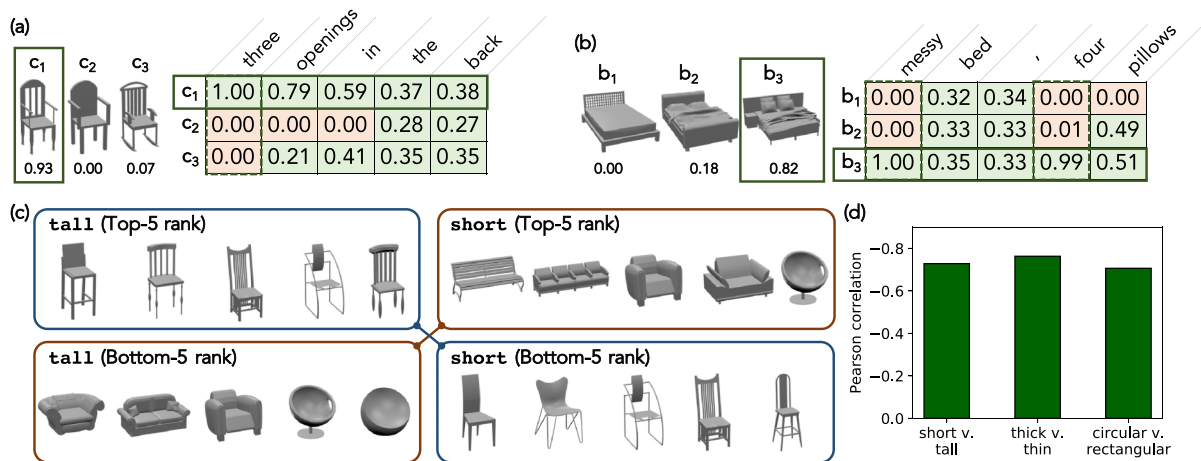 (a)
three openings in the back
c₁ c₂ c₃
0.93 0.00 0.07
c₁ 1.00 0.79 0.59 0.37 0.38
c₂ 0.00 0.00 0.00 0.28 0.27
c₃ 0.00 0.21 0.41 0.35 0.35
(b)
messy bed , four pillows
b₁ b₂ b₃
0.00 0.18 0.82
b₁ 0.00 0.32 0.34 0.00 0.00
b₂ 0.00 0.33 0.33 0.01 0.49
b₃ 1.00 0.35 0.33 0.99 0.51
(c)
tall (Top-5 rank)
short (Top-5 rank)
tall (Bottom-5 rank)
short (Bottom-5 rank)
(d)
Pearson correlation
−0.8
−0.6
−0.4
−0.2
0.0
short v.
tall
thick v.
thin
circular v.
rectangular